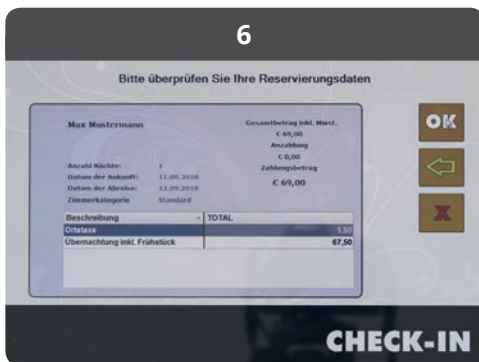 6
Bitte überprüfen Sie Ihre Reservierungsdaten
Max Mustermann
Gesamtbetrag inkl. Mwst.
€ 69,00
Anzahlung
€ 0,00
Zahlungsbetrag
€ 69,00
Anzahl Nächte: 1
Datum der Ankunft: 11.09.2018
Datum der Abreise: 12.09.2018
Zimmerkategorie Standard
Beschreibung TOTAL
Ortstaxe 1,50
Übernachtung inkl. Frühstück 67,50
OK
X
CHECK-IN